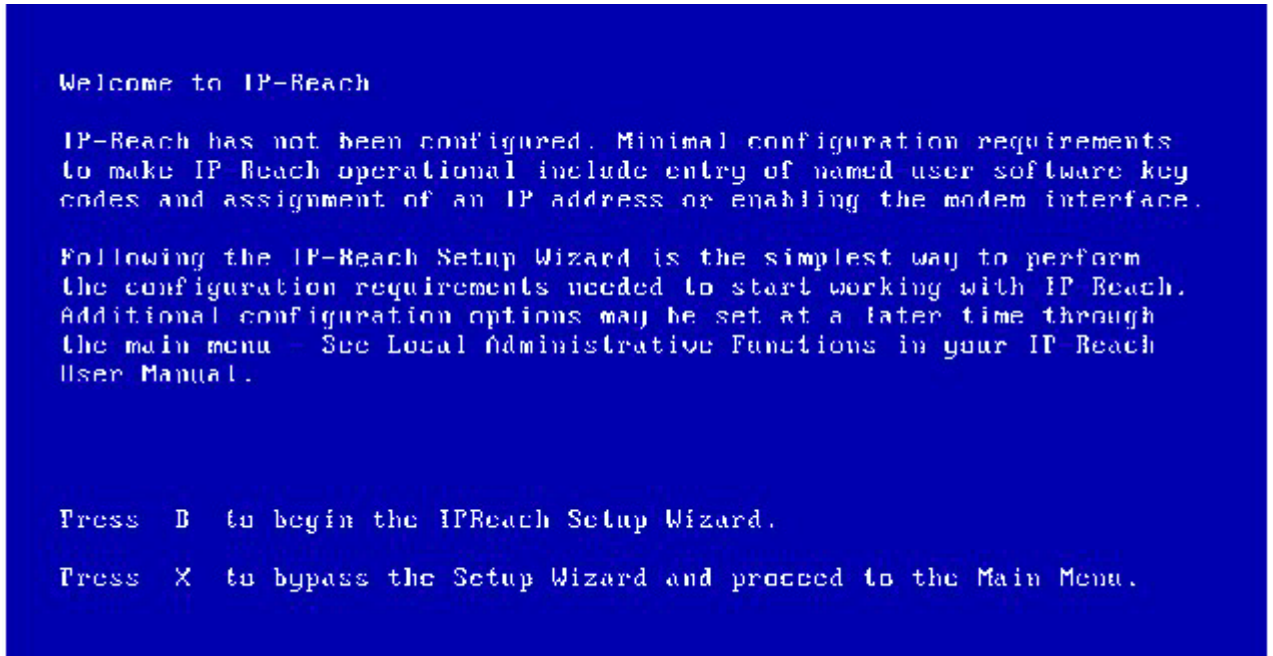 Welcome to IP-Reach
IP-Reach has not been configured. Minimal configuration requirements
to make IP-Reach operational include entry of named user software key
codes and assignment of an IP address or enabling the modem interface.
Following the IP-Reach Setup Wizard is the simplest way to perform
the configuration requirements needed to start working with IP-Reach.
Additional configuration options may be set at a later time through
the main menu - See Local Administrative Functions in your IP-Reach
User Manual.
Press B to begin the IPReach Setup Wizard.
Press X to bypass the Setup Wizard and proceed to the Main Menu.